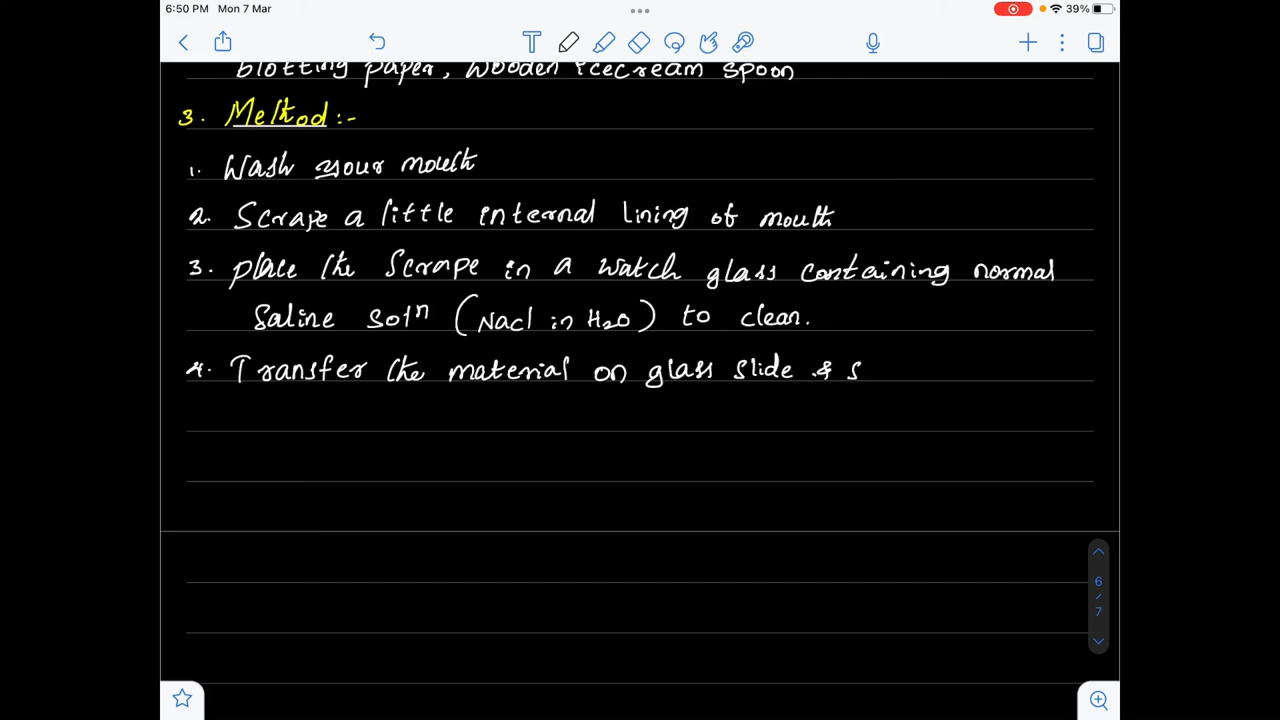 6:50 PM Mon 7 Mar
39%
blotting paper, wooden icecream spoon
3. Method :-
1. Wash your mouth
2. Scrape a little internal lining of mouth
3. place the Scrape in a watch glass containing normal
Saline solⁿ (Nacl in H₂O) to clean.
4. Transfer the material on glass slide & s
6
/
7